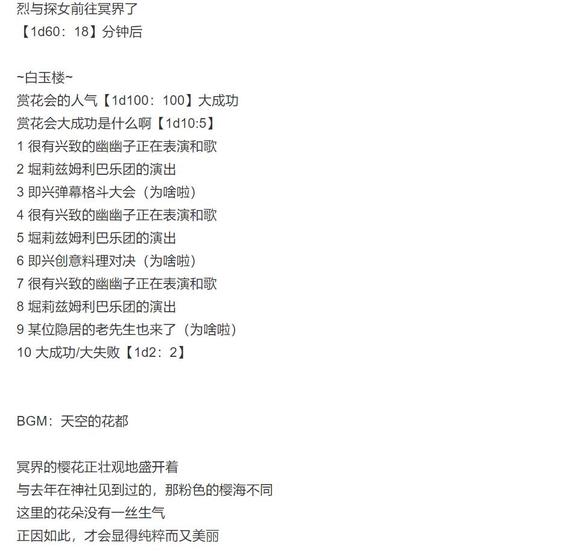 烈与探女前往冥界了
【1d60：18】分钟后
~白玉楼~
赏花会的人气【1d100：100】大成功
赏花会大成功是什么啊【1d10:5】
1 很有兴致的幽幽子正在表演和歌
2 堀莉兹姆利巴乐团的演出
3 即兴弹幕格斗大会（为啥啦）
4 很有兴致的幽幽子正在表演和歌
5 堀莉兹姆利巴乐团的演出
6 即兴创意料理对决（为啥啦）
7 很有兴致的幽幽子正在表演和歌
8 堀莉兹姆利巴乐团的演出
9 某位隐居的老先生也来了（为啥啦）
10 大成功/大失败【1d2：2】
BGM：天空的花都
冥界的樱花正壮观地盛开着
与去年在神社见到过的，那粉色的樱海不同
这里的花朵没有一丝生气
正因如此，才会显得纯粹而又美丽